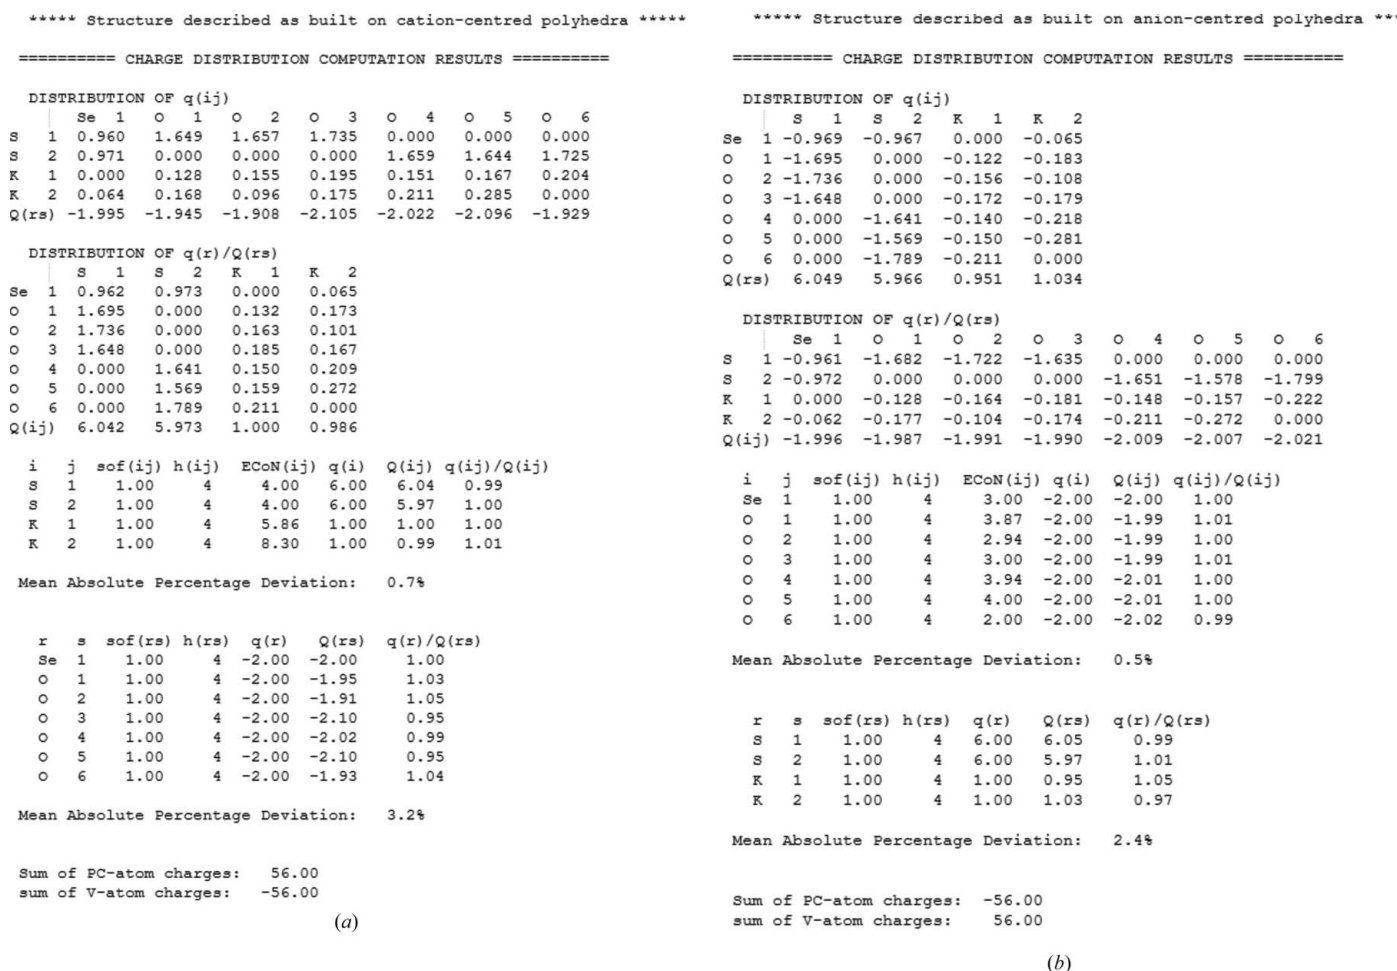 ***** Structure described as built on cation-centred polyhedra *****
========== CHARGE DISTRIBUTION COMPUTATION RESULTS ==========
DISTRIBUTION OF q(ij)
Se 1 O 1 O 2 O 3 O 4 O 5 O 6
S 1 0.960 1.649 1.657 1.735 0.000 0.000 0.000
S 2 0.971 0.000 0.000 0.000 1.659 1.644 1.725
K 1 0.000 0.128 0.155 0.195 0.151 0.167 0.204
K 2 0.064 0.168 0.096 0.175 0.211 0.285 0.000
Q(rs) -1.995 -1.945 -1.908 -2.105 -2.022 -2.096 -1.929
DISTRIBUTION OF q(r)/Q(rs)
S 1 S 2 K 1 K 2
Se 1 0.962 0.973 0.000 0.065
O 1 1.695 0.000 0.132 0.173
O 2 1.736 0.000 0.163 0.101
O 3 1.648 0.000 0.185 0.167
O 4 0.000 1.641 0.150 0.209
O 5 0.000 1.569 0.159 0.272
O 6 0.000 1.789 0.211 0.000
Q(ij) 6.042 5.973 1.000 0.986
i j sof(ij) h(ij) ECoN(ij) q(i) Q(ij) q(ij)/Q(ij)
S 1 1.00 4 4.00 6.00 6.04 0.99
S 2 1.00 4 4.00 6.00 5.97 1.00
K 1 1.00 4 5.86 1.00 1.00 1.00
K 2 1.00 4 8.30 1.00 0.99 1.01
Mean Absolute Percentage Deviation: 0.7%
r s sof(rs) h(rs) q(r) Q(rs) q(r)/Q(rs)
Se 1 1.00 4 -2.00 -2.00 1.00
O 1 1.00 4 -2.00 -1.95 1.03
O 2 1.00 4 -2.00 -1.91 1.05
O 3 1.00 4 -2.00 -2.10 0.95
O 4 1.00 4 -2.00 -2.02 0.99
O 5 1.00 4 -2.00 -2.10 0.95
O 6 1.00 4 -2.00 -1.93 1.04
Mean Absolute Percentage Deviation: 3.2%
Sum of PC-atom charges: 56.00
sum of V-atom charges: -56.00
(a)
***** Structure described as built on anion-centred polyhedra ***
========== CHARGE DISTRIBUTION COMPUTATION RESULTS ==========
DISTRIBUTION OF q(ij)
S 1 S 2 K 1 K 2
Se 1 -0.969 -0.967 0.000 -0.065
O 1 -1.695 0.000 -0.122 -0.183
O 2 -1.736 0.000 -0.156 -0.108
O 3 -1.648 0.000 -0.172 -0.179
O 4 0.000 -1.641 -0.140 -0.218
O 5 0.000 -1.569 -0.150 -0.281
O 6 0.000 -1.789 -0.211 0.000
Q(rs) 6.049 5.966 0.951 1.034
DISTRIBUTION OF q(r)/Q(rs)
Se 1 O 1 O 2 O 3 O 4 O 5 O 6
S 1 -0.961 -1.682 -1.722 -1.635 0.000 0.000 0.000
S 2 -0.972 0.000 0.000 0.000 -1.651 -1.578 -1.799
K 1 0.000 -0.128 -0.164 -0.181 -0.148 -0.157 -0.222
K 2 -0.062 -0.177 -0.104 -0.174 -0.211 -0.272 0.000
Q(ij) -1.996 -1.987 -1.991 -1.990 -2.009 -2.007 -2.021
i j sof(ij) h(ij) ECoN(ij) q(i) Q(ij) q(ij)/Q(ij)
Se 1 1.00 4 3.00 -2.00 -2.00 1.00
O 1 1.00 4 3.87 -2.00 -1.99 1.01
O 2 1.00 4 2.94 -2.00 -1.99 1.00
O 3 1.00 4 3.00 -2.00 -1.99 1.01
O 4 1.00 4 3.94 -2.00 -2.01 1.00
O 5 1.00 4 4.00 -2.00 -2.01 1.00
O 6 1.00 4 2.00 -2.00 -2.02 0.99
Mean Absolute Percentage Deviation: 0.5%
r s sof(rs) h(rs) q(r) Q(rs) q(r)/Q(rs)
S 1 1.00 4 6.00 6.05 0.99
S 2 1.00 4 6.00 5.97 1.01
K 1 1.00 4 1.00 0.95 1.05
K 2 1.00 4 1.00 1.03 0.97
Mean Absolute Percentage Deviation: 2.4%
Sum of PC-atom charges: -56.00
sum of V-atom charges: 56.00
(b)